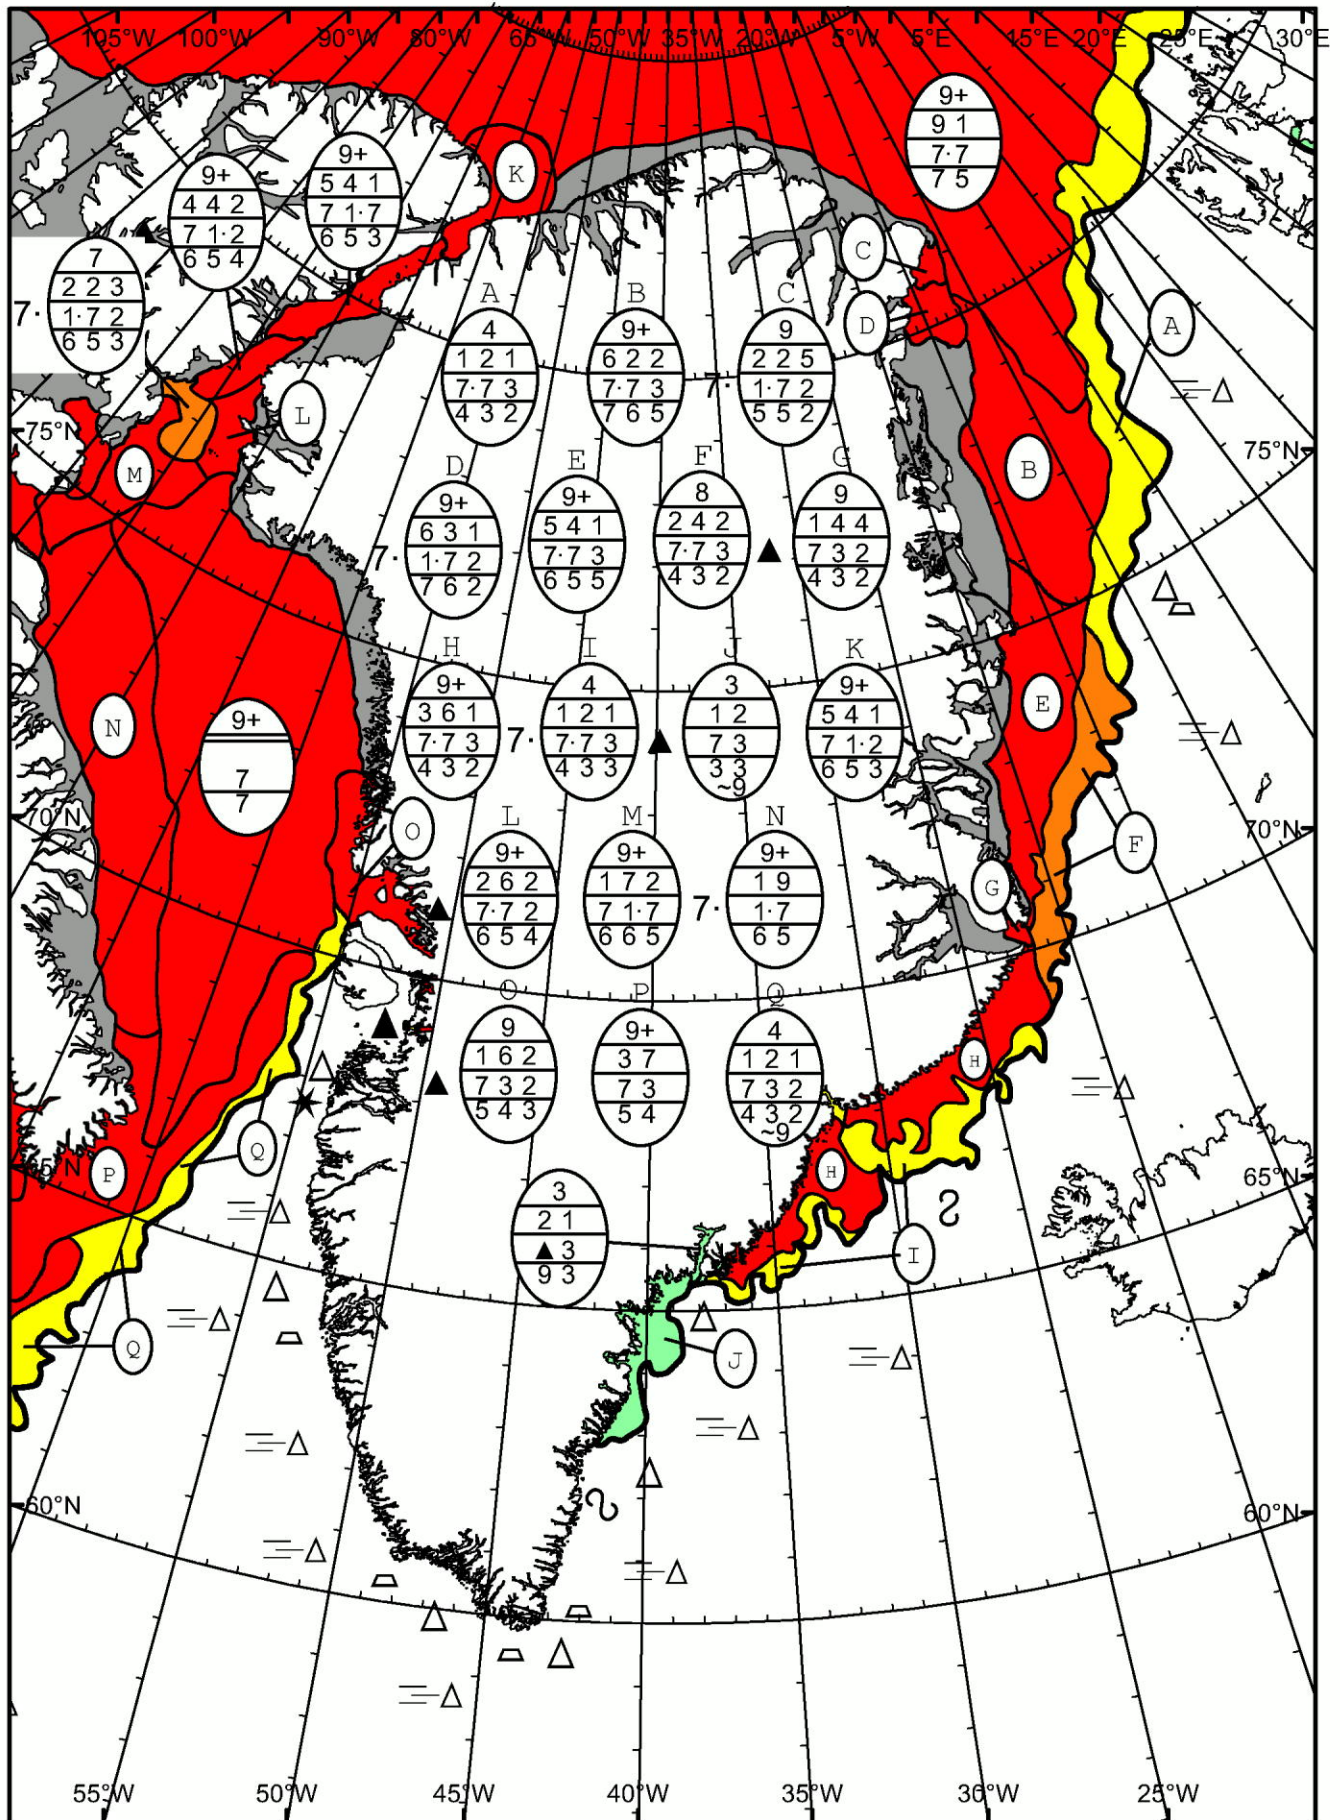 105°W 100°W 90°W 80°W 65°W 50°W 35°W 20°W 5°W 5°E 15°E 20°E 25°E 30°E
9+
9 1
7·7
7 5
9+
5 4 1
7 1·7
6 5 3
K
9+
4 4 2
7 1·2
6 5 4
7
2 2 3
7· 1·7 2
6 5 3
C
D
A
A
4
1 2 1
7·7 3
4 3 2
B
9+
6 2 2
7·7 3
7 6 5
C
9
2 2 5
7· 1·7 2
5 5 2
L
75°N
M
B
75°N
D
9+
6 3 1
7· 1·7 2
7 6 2
E
9+
5 4 1
7·7 3
6 5 5
F
8
2 4 2
7·7 3
4 3 2
G
9
1 4 4
▲ 7 3 2
4 3 2
H
9+
3 6 1
7·7 3
4 3 2
I
4
1 2 1
7· 7·7 3
4 3 3
J
3
1 2
▲ 7 3
3 3
~9
K
9+
5 4 1
7 1·2
6 5 3
E
N
9+
7
7
70°N
O
70°N
F
G
L
9+
2 6 2
▲ 7·7 2
6 5 4
M
9+
1 7 2
7 1·7
6 6 5
N
9+
1 9
7· 1·7
6 5
O
9
1 6 2
▲ 7 3 2
5 4 3
P
9+
3 7
7 3
5 4
Q
4
1 2 1
7 3 2
4 3 2
~9
H
Q
65°N
P
H
65°N
3
2 1
▲ 3
9 3
I
Q
J
60°N
60°N
55°W 50°W 45°W 40°W 35°W 30°W 25°W